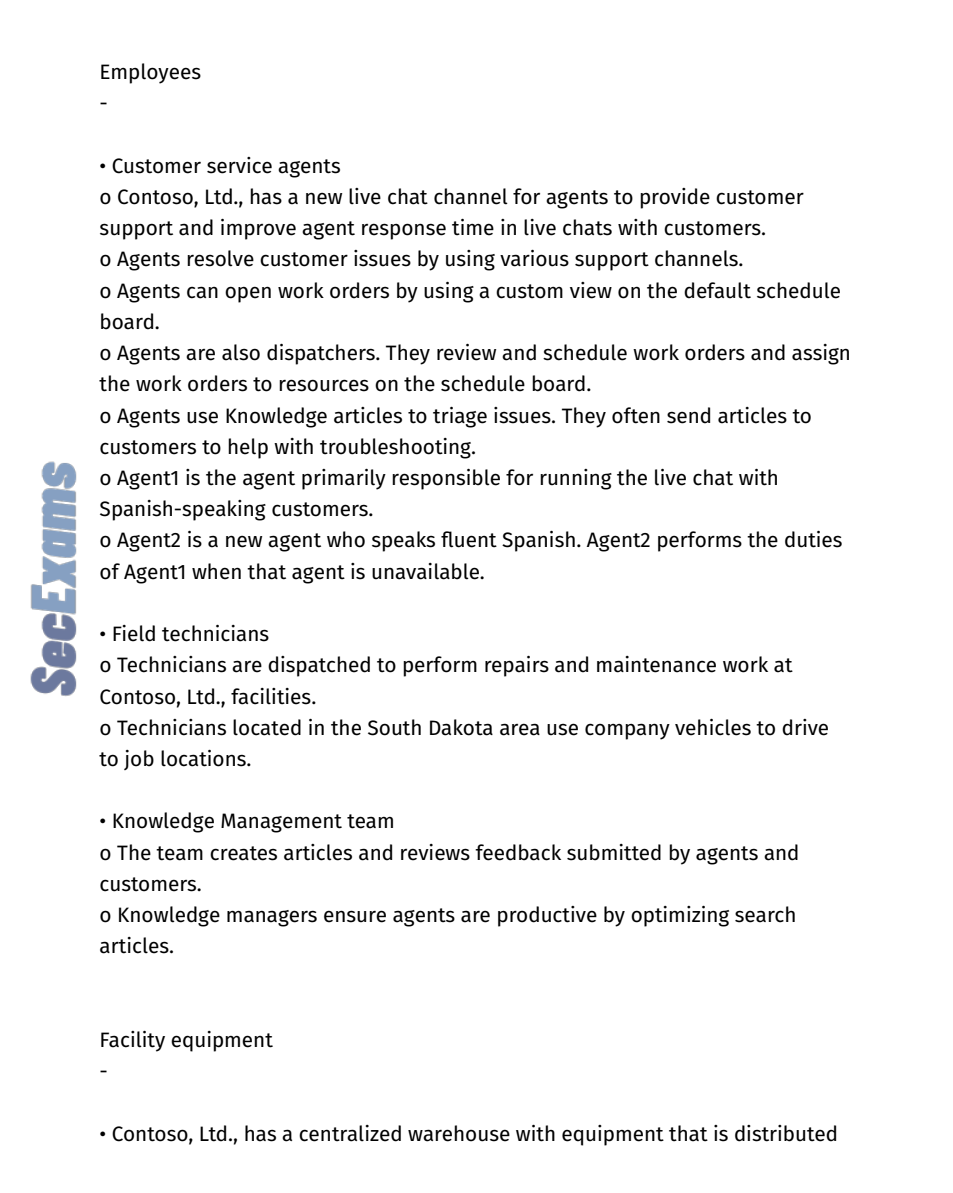 Employees
-
• Customer service agents
o Contoso, Ltd., has a new live chat channel for agents to provide customer
support and improve agent response time in live chats with customers.
o Agents resolve customer issues by using various support channels.
o Agents can open work orders by using a custom view on the default schedule
board.
o Agents are also dispatchers. They review and schedule work orders and assign
the work orders to resources on the schedule board.
o Agents use Knowledge articles to triage issues. They often send articles to
customers to help with troubleshooting.
o Agent1 is the agent primarily responsible for running the live chat with
Spanish-speaking customers.
o Agent2 is a new agent who speaks fluent Spanish. Agent2 performs the duties
of Agent1 when that agent is unavailable.
• Field technicians
o Technicians are dispatched to perform repairs and maintenance work at
Contoso, Ltd., facilities.
o Technicians located in the South Dakota area use company vehicles to drive
to job locations.
• Knowledge Management team
o The team creates articles and reviews feedback submitted by agents and
customers.
o Knowledge managers ensure agents are productive by optimizing search
articles.
Facility equipment
-
• Contoso, Ltd., has a centralized warehouse with equipment that is distributed
SecExams